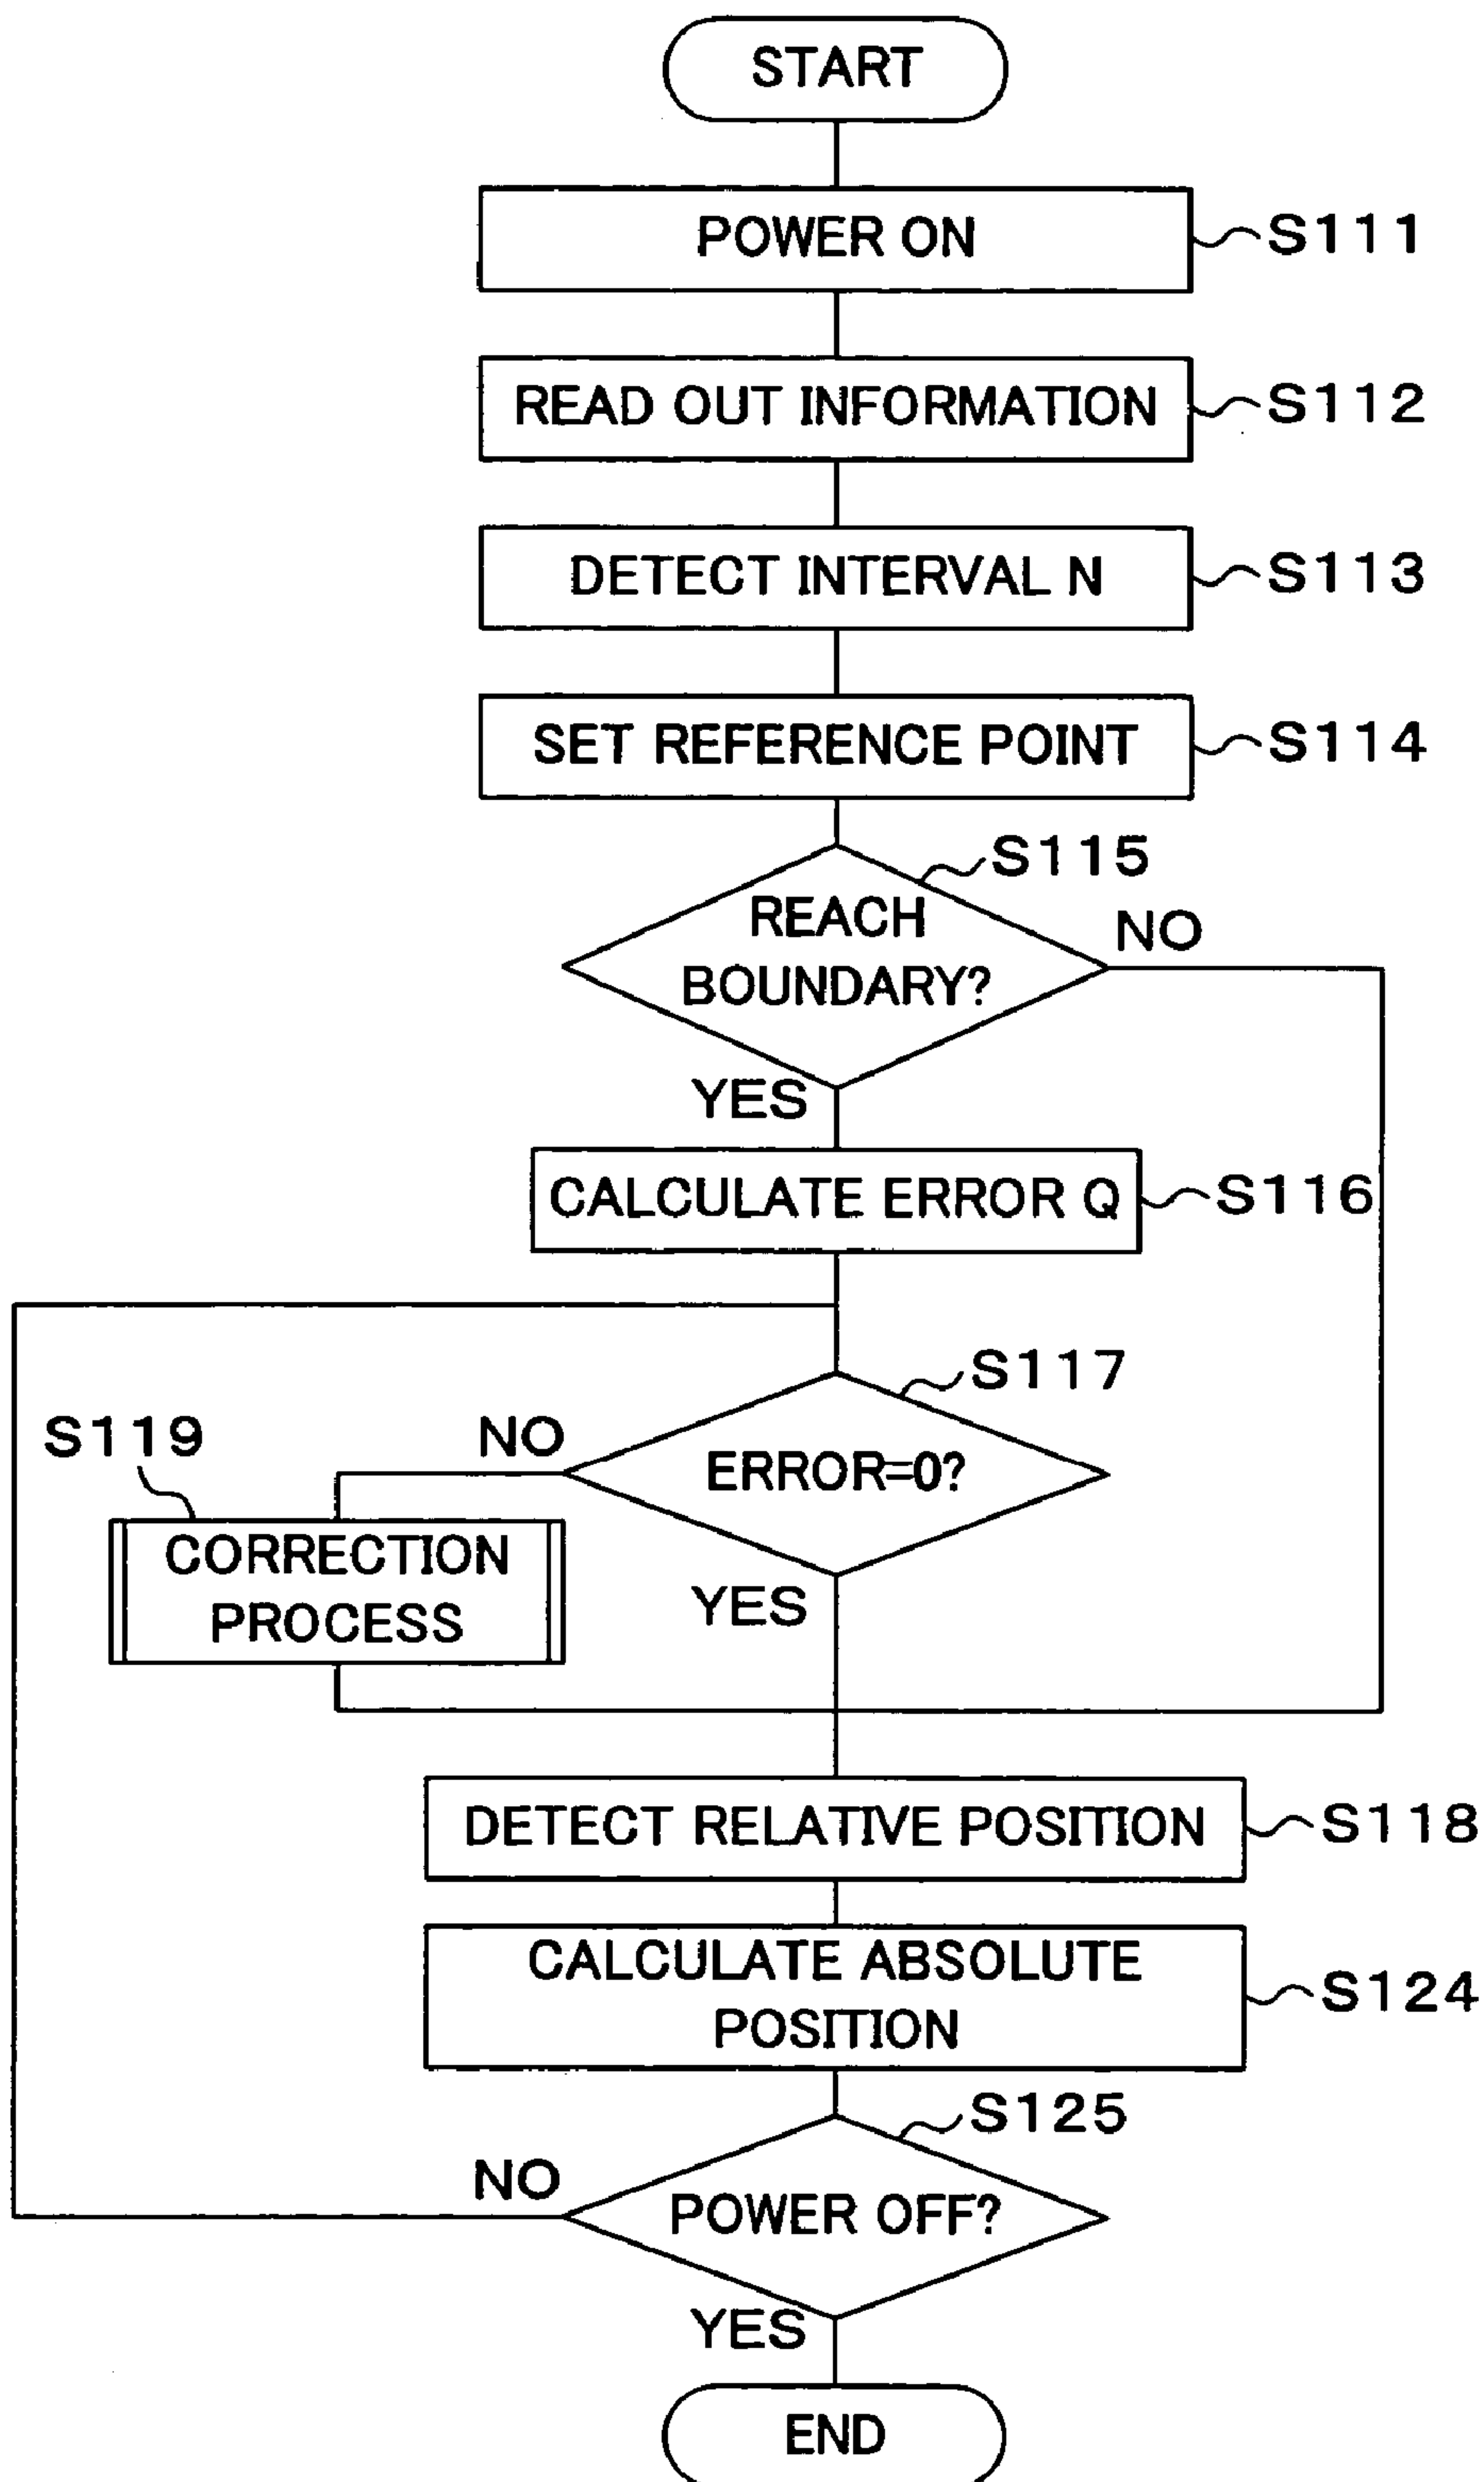 START
POWER ON
S111
READ OUT INFORMATION
S112
DETECT INTERVAL N
S113
SET REFERENCE POINT
S114
S115
REACH
BOUNDARY?
NO
YES
CALCULATE ERROR Q
S116
S117
S119
NO
ERROR=0?
CORRECTION
PROCESS
YES
DETECT RELATIVE POSITION
S118
CALCULATE ABSOLUTE
POSITION
S124
S125
NO
POWER OFF?
YES
END